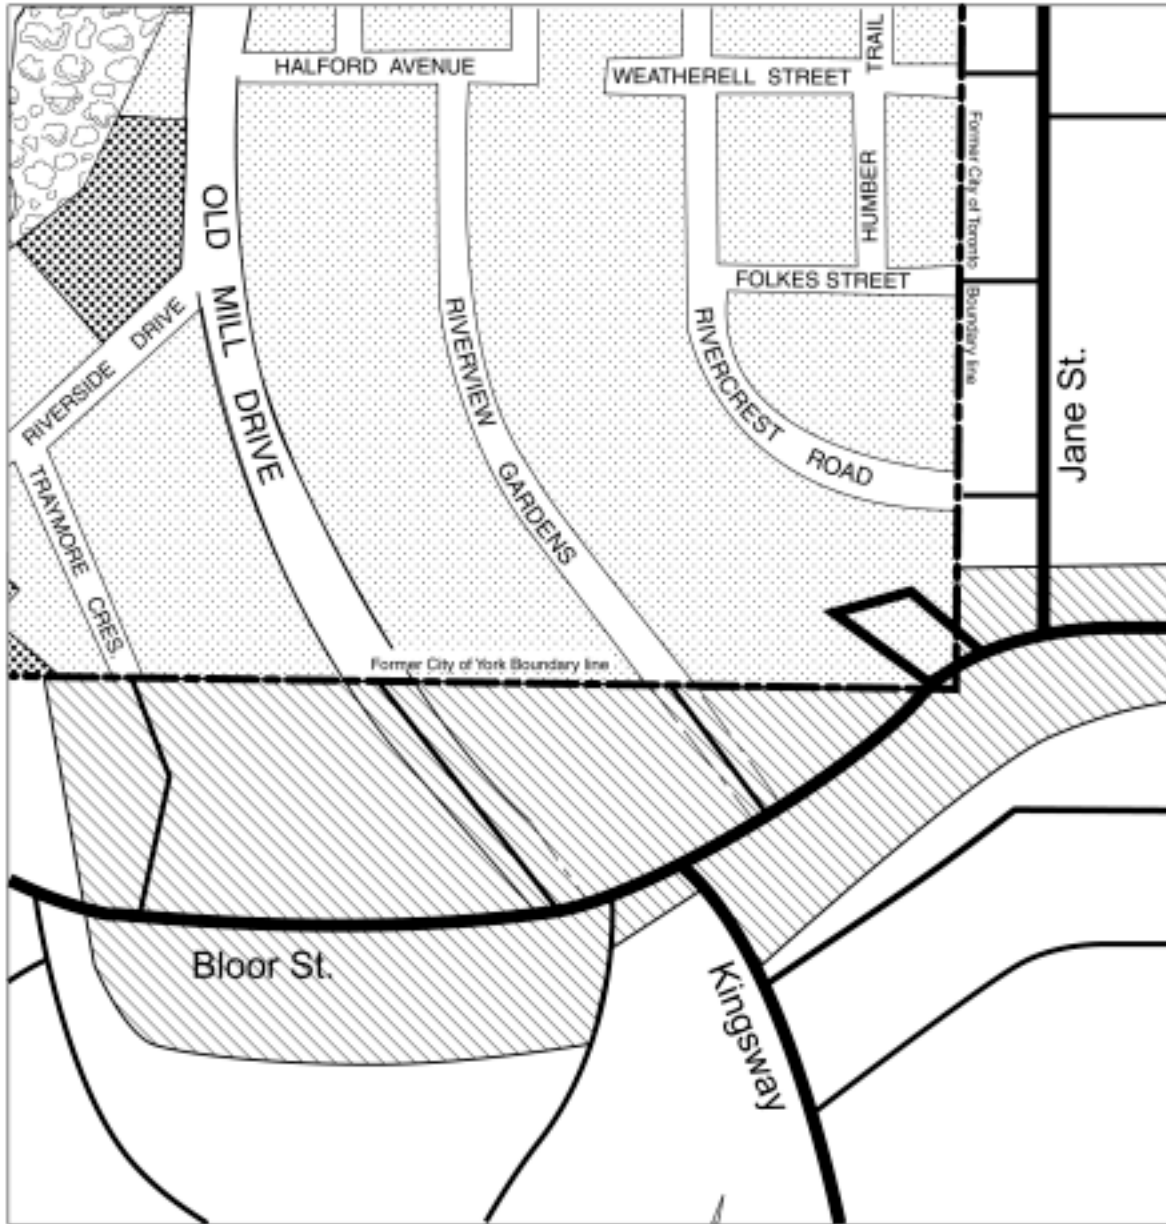 HALFORD AVENUE
WEATHERELL STREET
TRAIL
HUMBER
Former City of Toronto Boundary line
OLD MILL DRIVE
FOLKES STREET
RIVERSIDE DRIVE
RIVERVIEW GARDENS
RIVERCREST ROAD
Jane St.
TRAYMORE CRES.
Former City of York Boundary line
Bloor St.
Kingsway